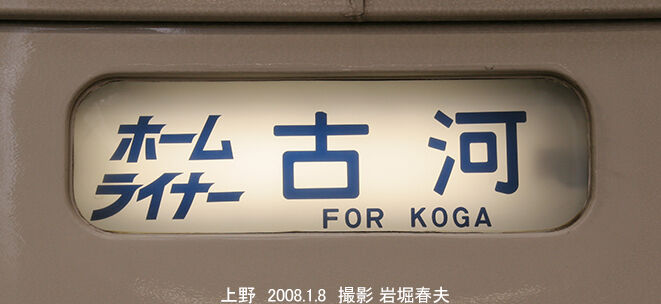 ホーム
ライナー
古河
FOR KOGA
上野 2008.1.8 撮影 岩堀春夫